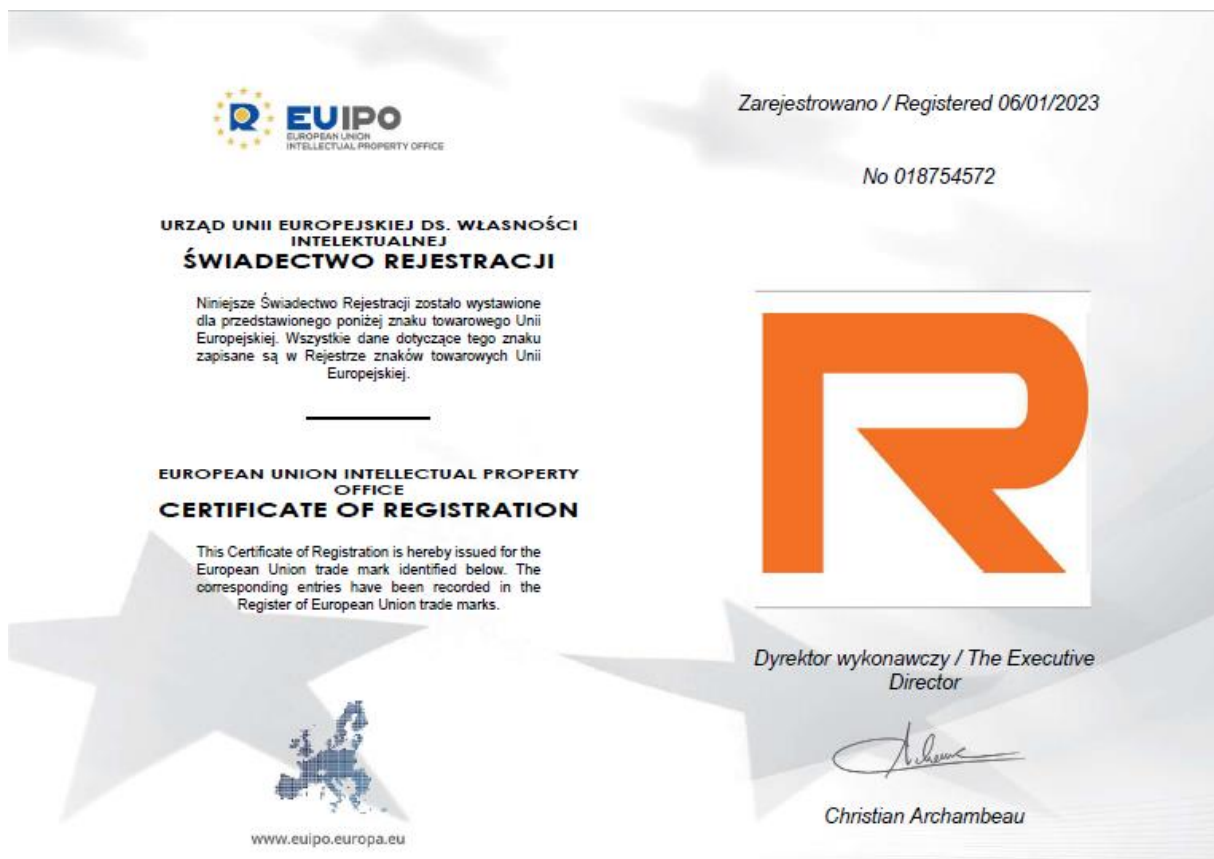 EUIPO
EUROPEAN UNION
INTELLECTUAL PROPERTY OFFICE
URZĄD UNII EUROPEJSKIEJ DS. WŁASNOŚCI
INTELEKTUALNEJ
ŚWIADECTWO REJESTRACJI
Niniejsze Świadectwo Rejestracji zostało wystawione
dla przedstawionego poniżej znaku towarowego Unii
Europejskiej. Wszystkie dane dotyczące tego znaku
zapisane są w Rejestrze znaków towarowych Unii
Europejskiej.
EUROPEAN UNION INTELLECTUAL PROPERTY
OFFICE
CERTIFICATE OF REGISTRATION
This Certificate of Registration is hereby issued for the
European Union trade mark identified below. The
corresponding entries have been recorded in the
Register of European Union trade marks.
www.euipo.europa.eu
Zarejestrowano / Registered 06/01/2023
No 018754572
R
Dyrektor wykonawczy / The Executive
Director
Christian Archambeau